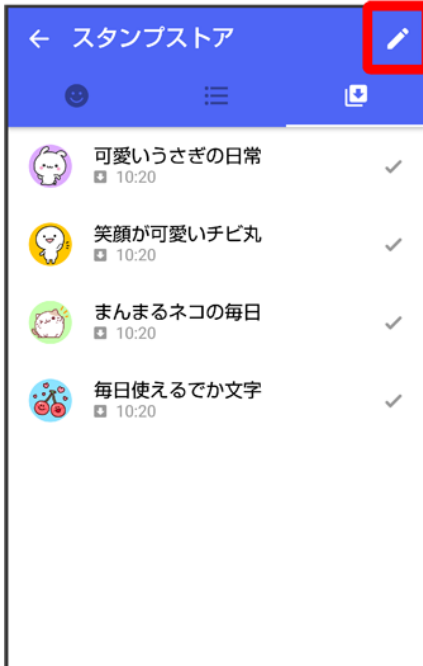 スタンプストア
可愛いうさぎの日常
10:20
笑顔が可愛いチビ丸
10:20
まんまるネコの毎日
10:20
毎日使えるでか文字
10:20